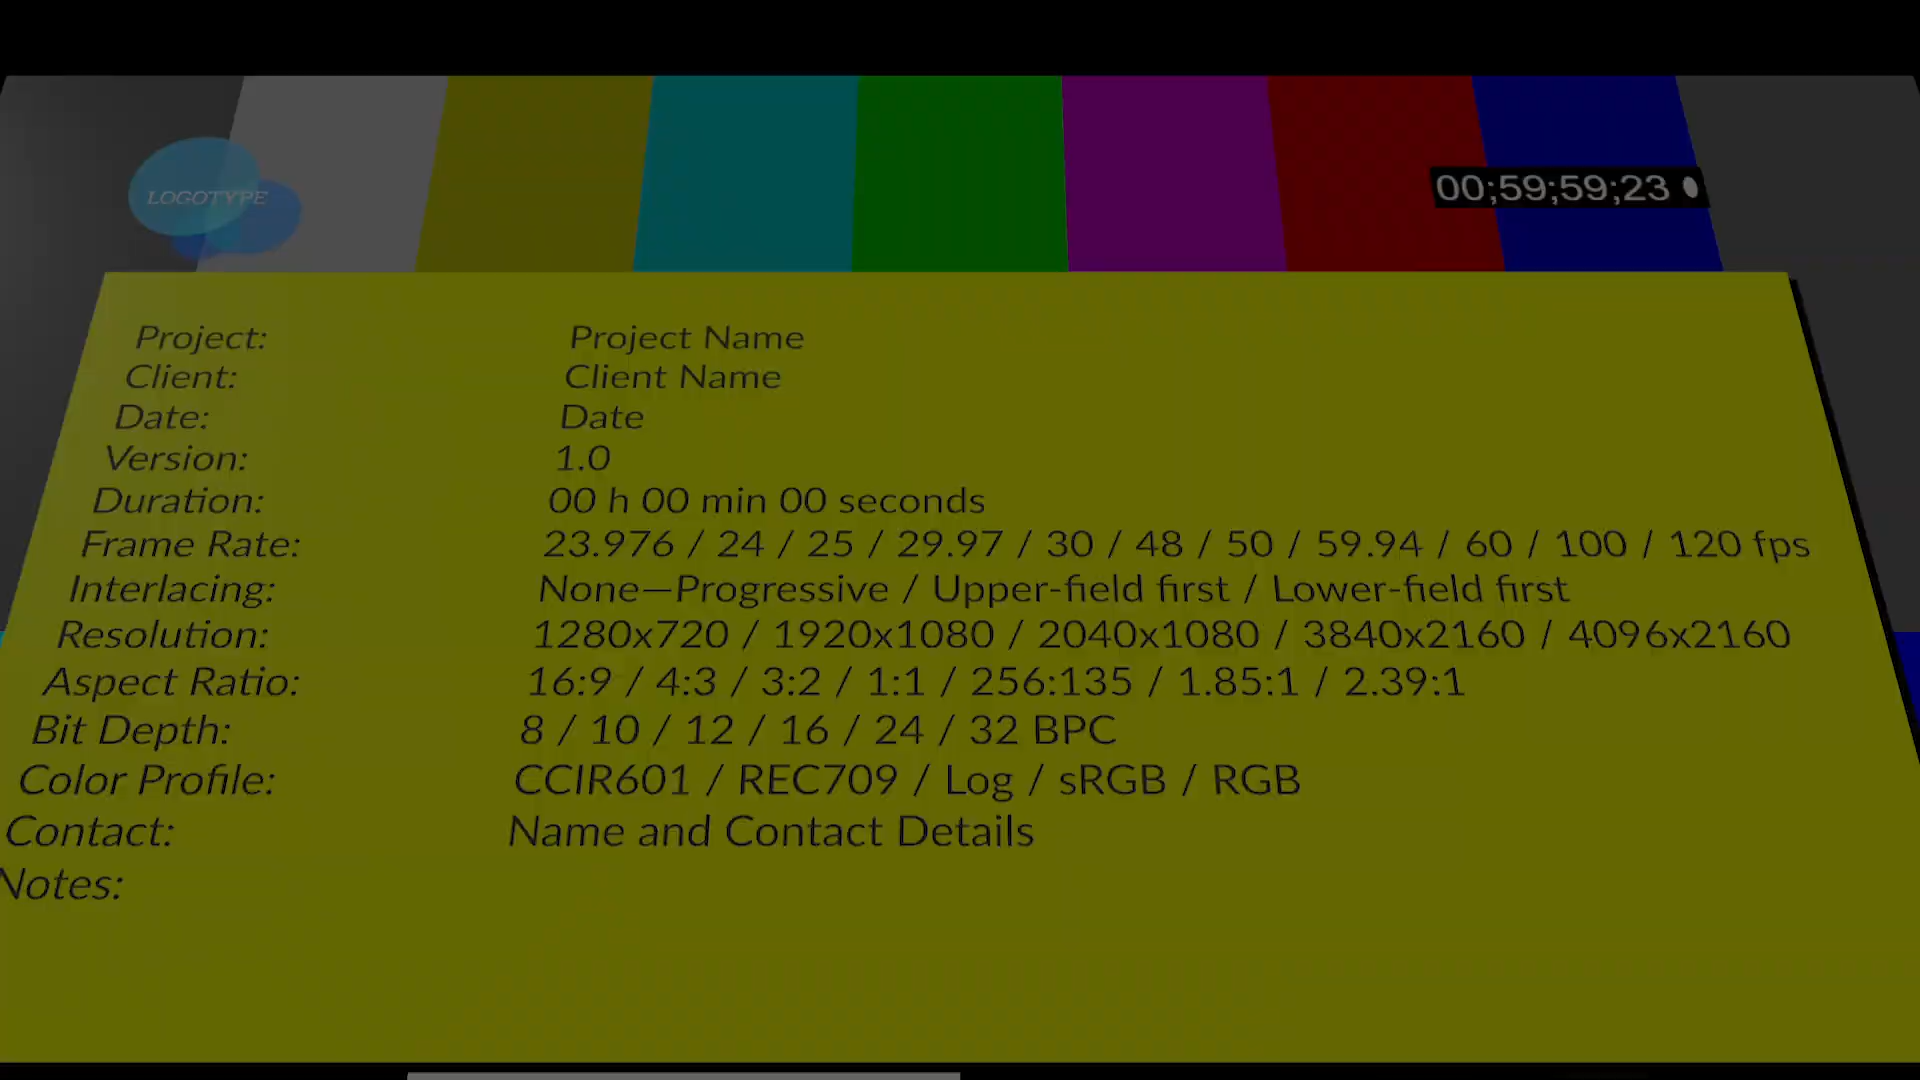 LOGOTYPE
00;59;59;23
Project: Project Name
Client: Client Name
Date: Date
Version: 1.0
Duration: 00 h 00 min 00 seconds
Frame Rate: 23.976 / 24 / 25 / 29.97 / 30 / 48 / 50 / 59.94 / 60 / 100 / 120 fps
Interlacing: None—Progressive / Upper-field first / Lower-field first
Resolution: 1280x720 / 1920x1080 / 2040x1080 / 3840x2160 / 4096x2160
Aspect Ratio: 16:9 / 4:3 / 3:2 / 1:1 / 256:135 / 1.85:1 / 2.39:1
Bit Depth: 8 / 10 / 12 / 16 / 24 / 32 BPC
Color Profile: CCIR601 / REC709 / Log / sRGB / RGB
Contact: Name and Contact Details
Notes: